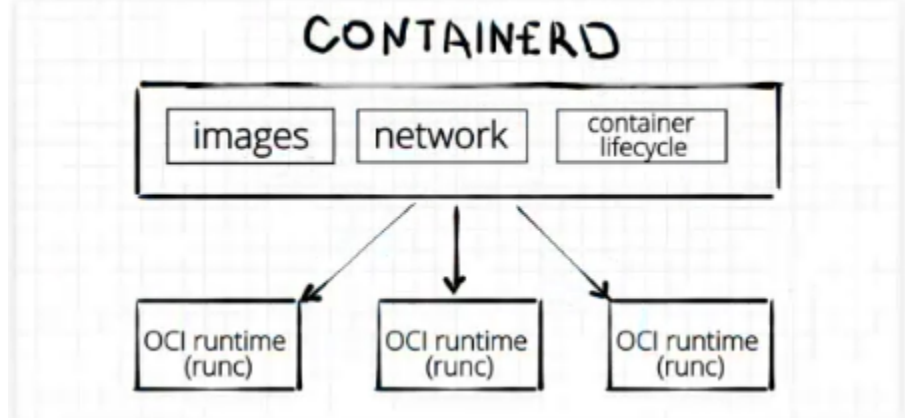 CONTAINERD
images
network
container
lifecycle
OCI runtime
(runc)
OCI runtime
(runc)
OCI runtime
(runc)